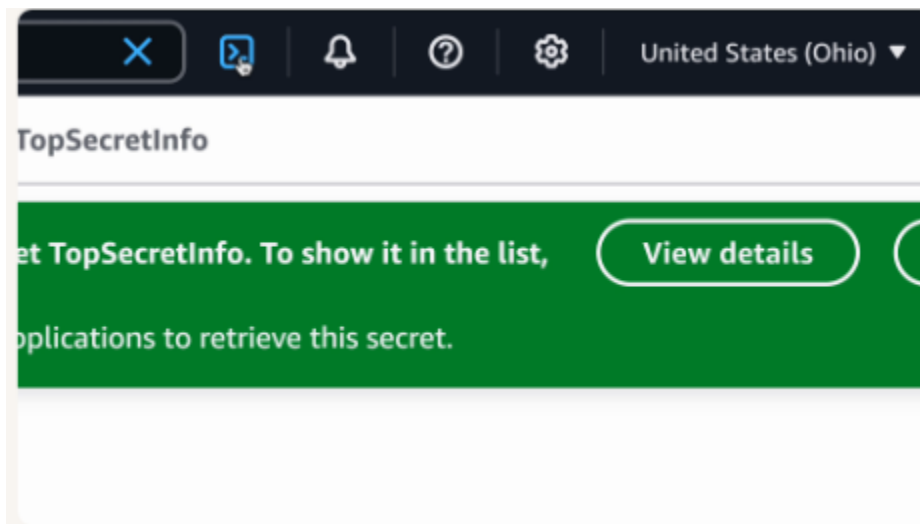 United States (Ohio)
TopSecretInfo
et TopSecretInfo. To show it in the list,
View details
pplications to retrieve this secret.